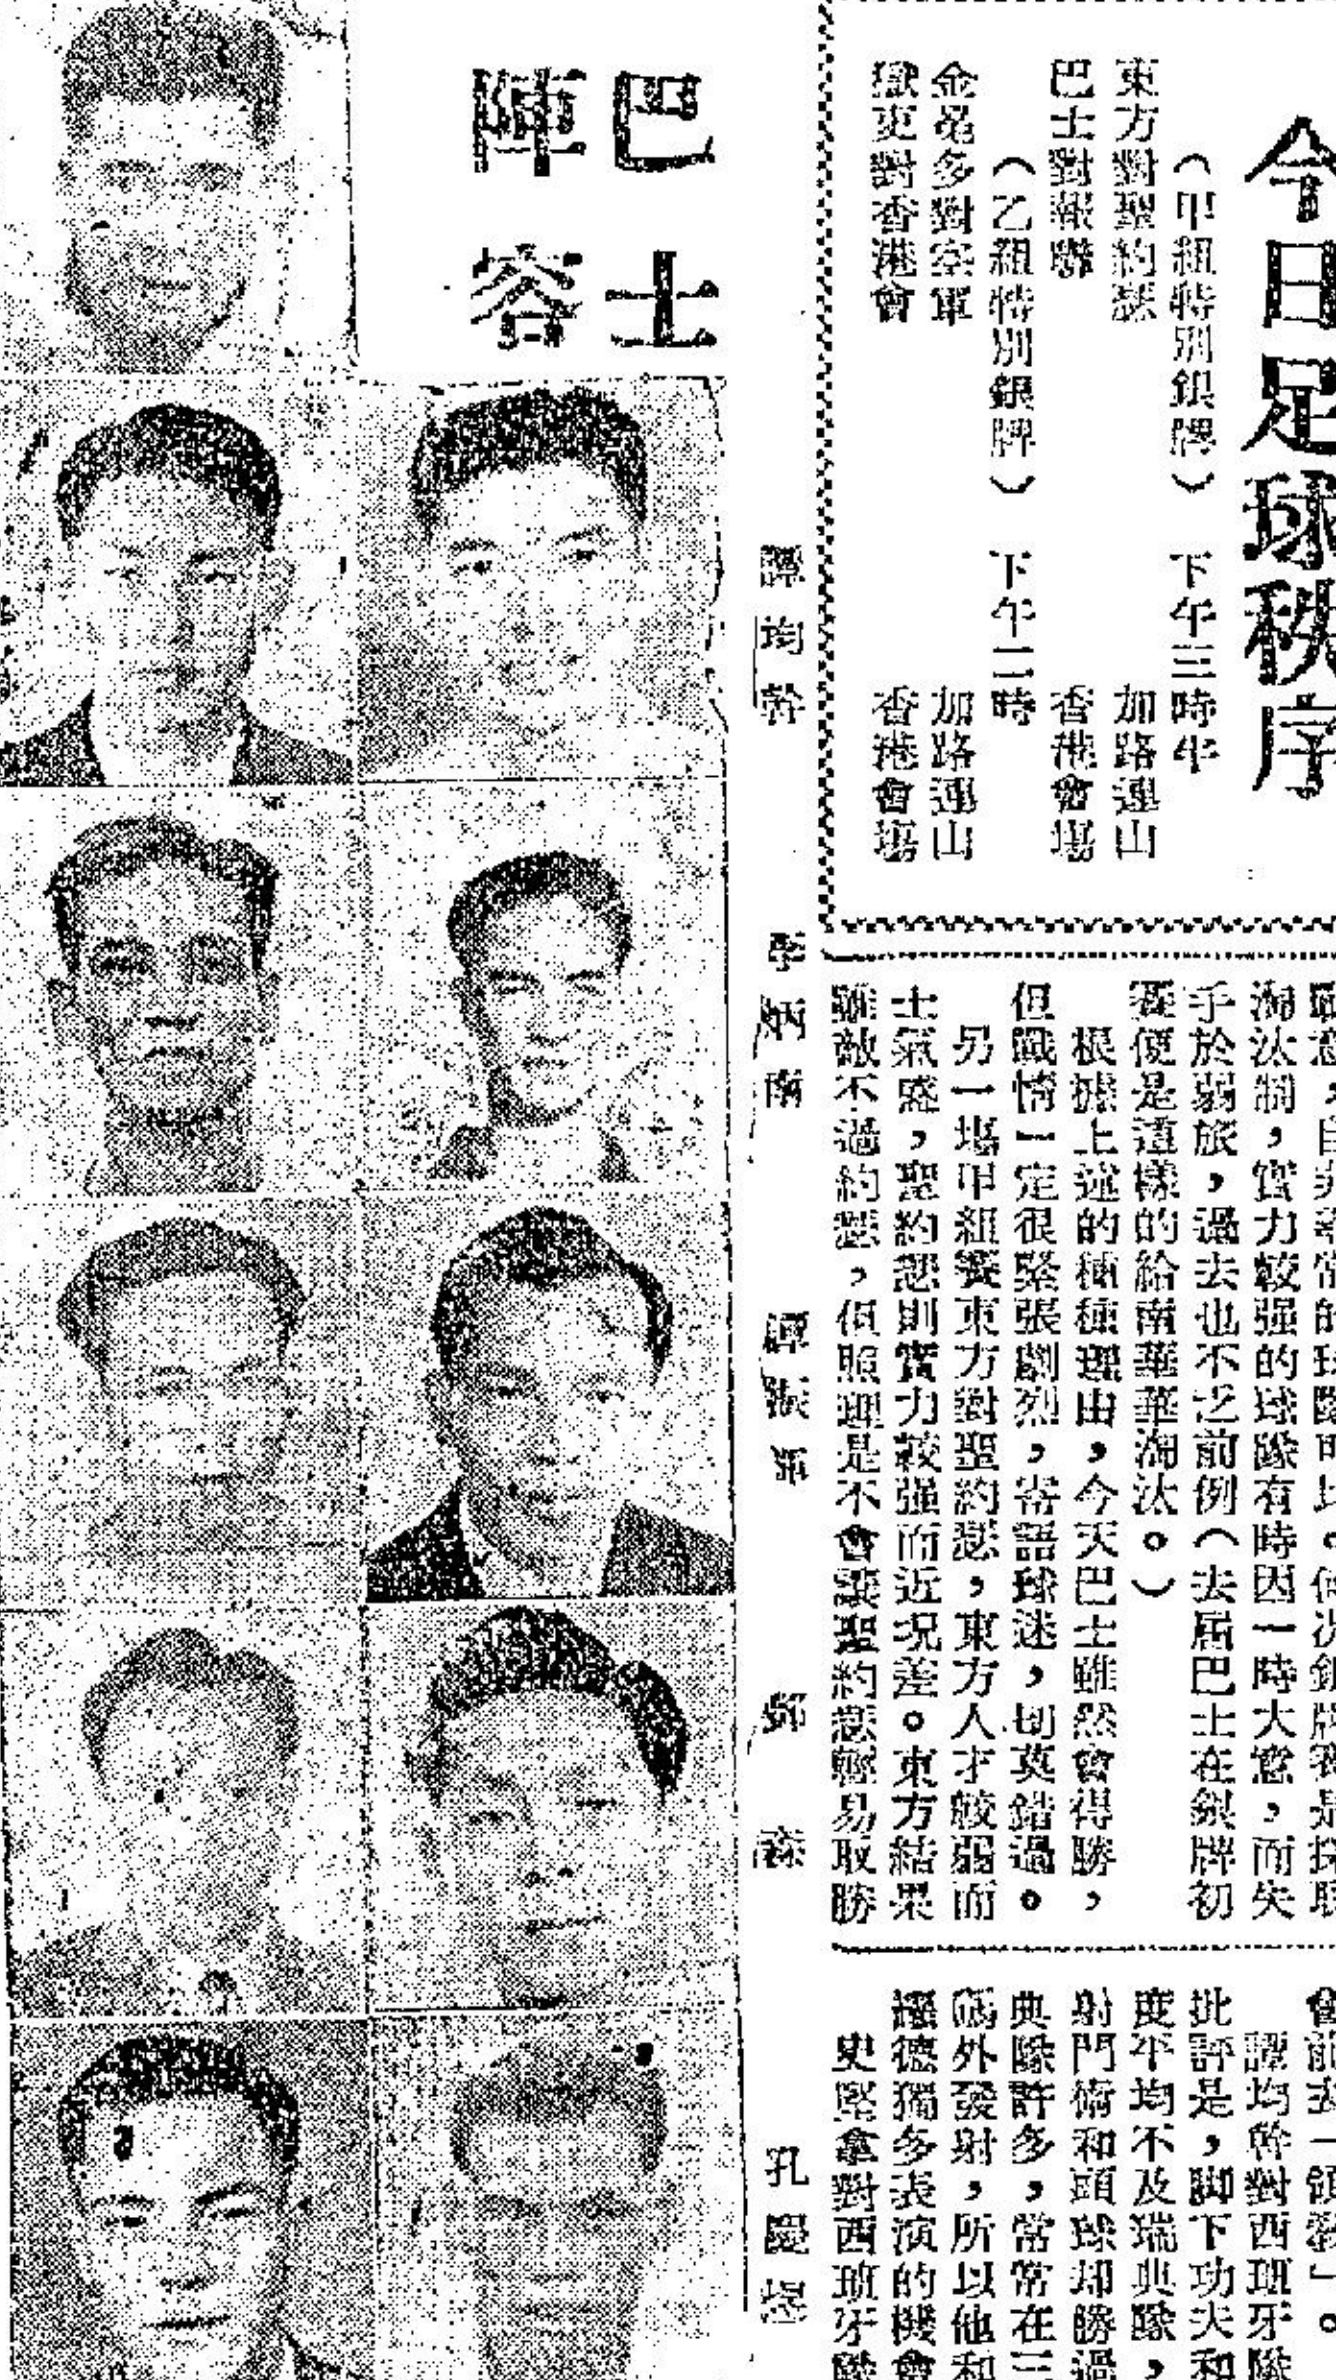 今日足球秩序
（甲組特別銀牌）　下午三時半
東方對聖約瑟　加路連山
巴士對報聯　香港會場
（乙組特別銀牌）　下午二時
金多對空軍　加路連山
獄吏對香港會　香港會場
淘汰制，實力較强的球隊有時因一時大意，而失
手於弱旅，過去也不乏前例（去屆巴士在銀牌初
賽便是這樣的給南華華淘汰。）
根據上述的種種理由，今天巴士雖然會得勝，
但戰情一定很緊張劇烈，寄語球迷，切莫錯過。
另一場甲組賽東方對聖約瑟，東方人才較弱而
士氣盛，聖約瑟則實力較强而近况差。東方結果
雖敵不過約瑟，但照理是不會讓聖約瑟輕易取勝
譚均幹對西班牙隊
批評是，脚下功夫和
度平均不及瑞典隊，
射門術和頭球却勝過
典隊許多，常常在三
碼外發射，所以他和
德獨多表演的機會
史堅拿對西班牙隊
巴士
陣容
譚均幹
李炳南
鄧森
孔慶煜